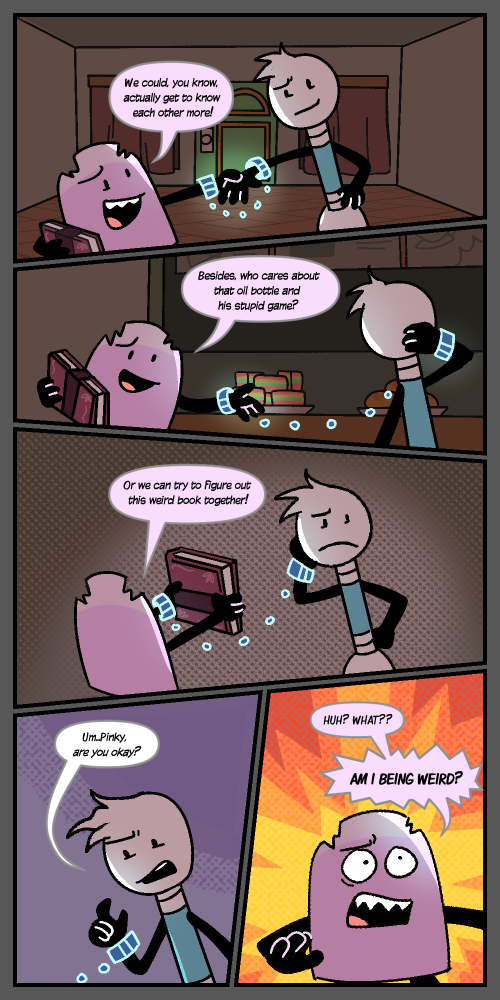 We could, you know,
actually get to know
each other more!
Besides, who cares about
that oil bottle and
his stupid game?
Or we can try to figure out
this weird book together!
Um...Pinky,
are you okay?
HUH? WHAT??
AM I BEING WEIRD?